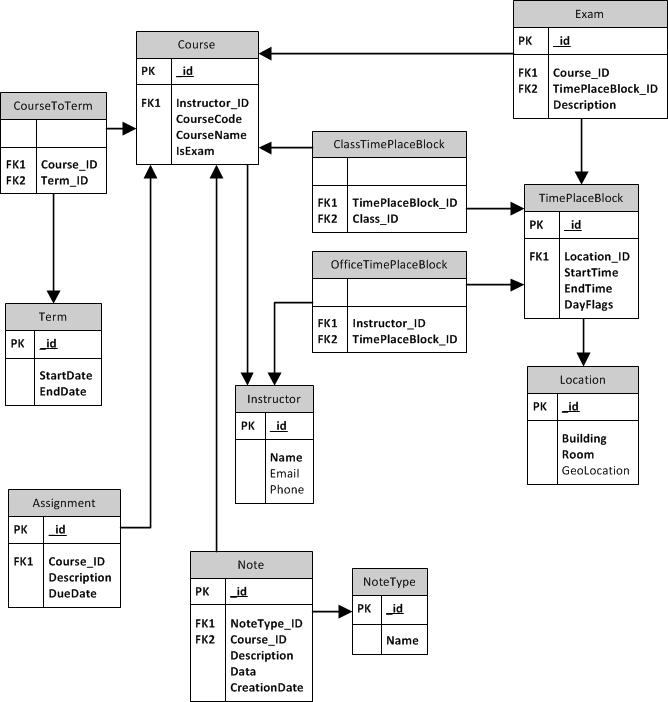 Exam
PK _id
FK1 Course_ID
FK2 TimePlaceBlock_ID
Description
Course
PK _id
FK1 Instructor_ID
CourseCode
CourseName
IsExam
CourseToTerm
FK1 Course_ID
FK2 Term_ID
ClassTimePlaceBlock
FK1 TimePlaceBlock_ID
FK2 Class_ID
TimePlaceBlock
PK _id
FK1 Location_ID
StartTime
EndTime
DayFlags
OfficeTimePlaceBlock
FK1 Instructor_ID
FK2 TimePlaceBlock_ID
Term
PK _id
StartDate
EndDate
Instructor
PK _id
Name
Email
Phone
Location
PK _id
Building
Room
GeoLocation
Assignment
PK _id
FK1 Course_ID
Description
DueDate
Note
PK _id
FK1 NoteType_ID
FK2 Course_ID
Description
Data
CreationDate
NoteType
PK _id
Name